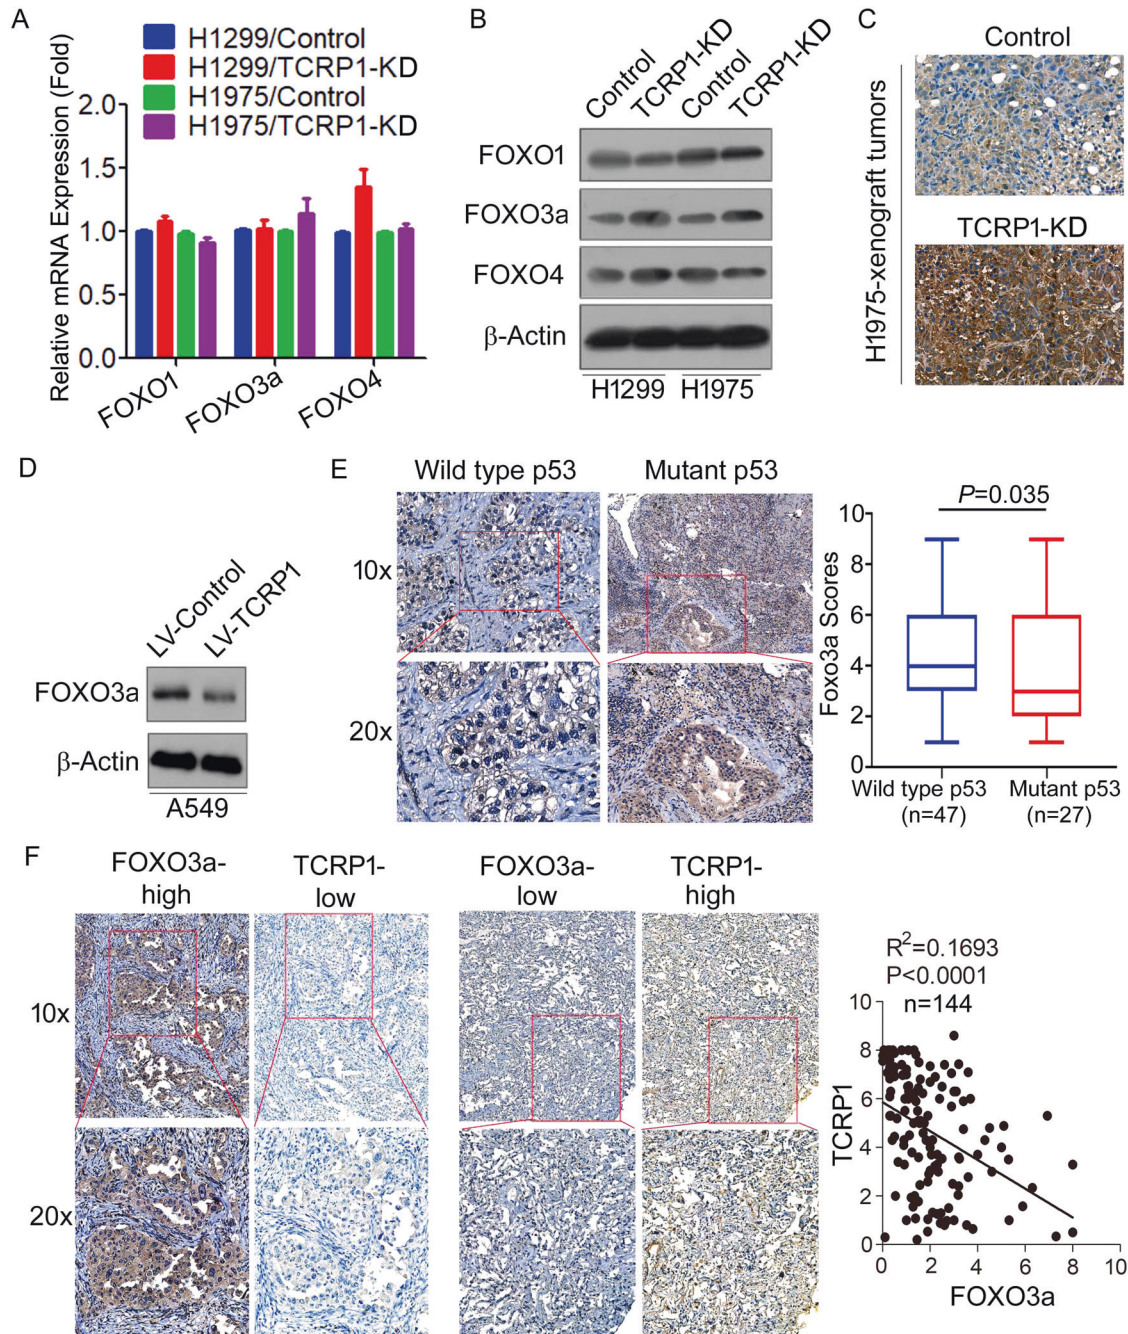 A
H1299/Control
H1299/TCRP1-KD
H1975/Control
H1975/TCRP1-KD
Relative mRNA Expression (Fold)
2.0
1.5
1.0
0.5
0.0
FOXO1
FOXO3a
FOXO4
B
Control
TCRP1-KD
Control
TCRP1-KD
FOXO1
FOXO3a
FOXO4
β-Actin
H1299
H1975
C
Control
TCRP1-KD
H1975-xenograft tumors
D
LV-Control
LV-TCRP1
FOXO3a
β-Actin
A549
E
Wild type p53
Mutant p53
10x
20x
P=0.035
Foxo3a Scores
10
8
6
4
2
0
Wild type p53
(n=47)
Mutant p53
(n=27)
F
FOXO3a-
high
TCRP1-
low
FOXO3a-
low
TCRP1-
high
10x
20x
R²=0.1693
P<0.0001
n=144
TCRP1
10
8
6
4
2
0
0 2 4 6 8 10
FOXO3a